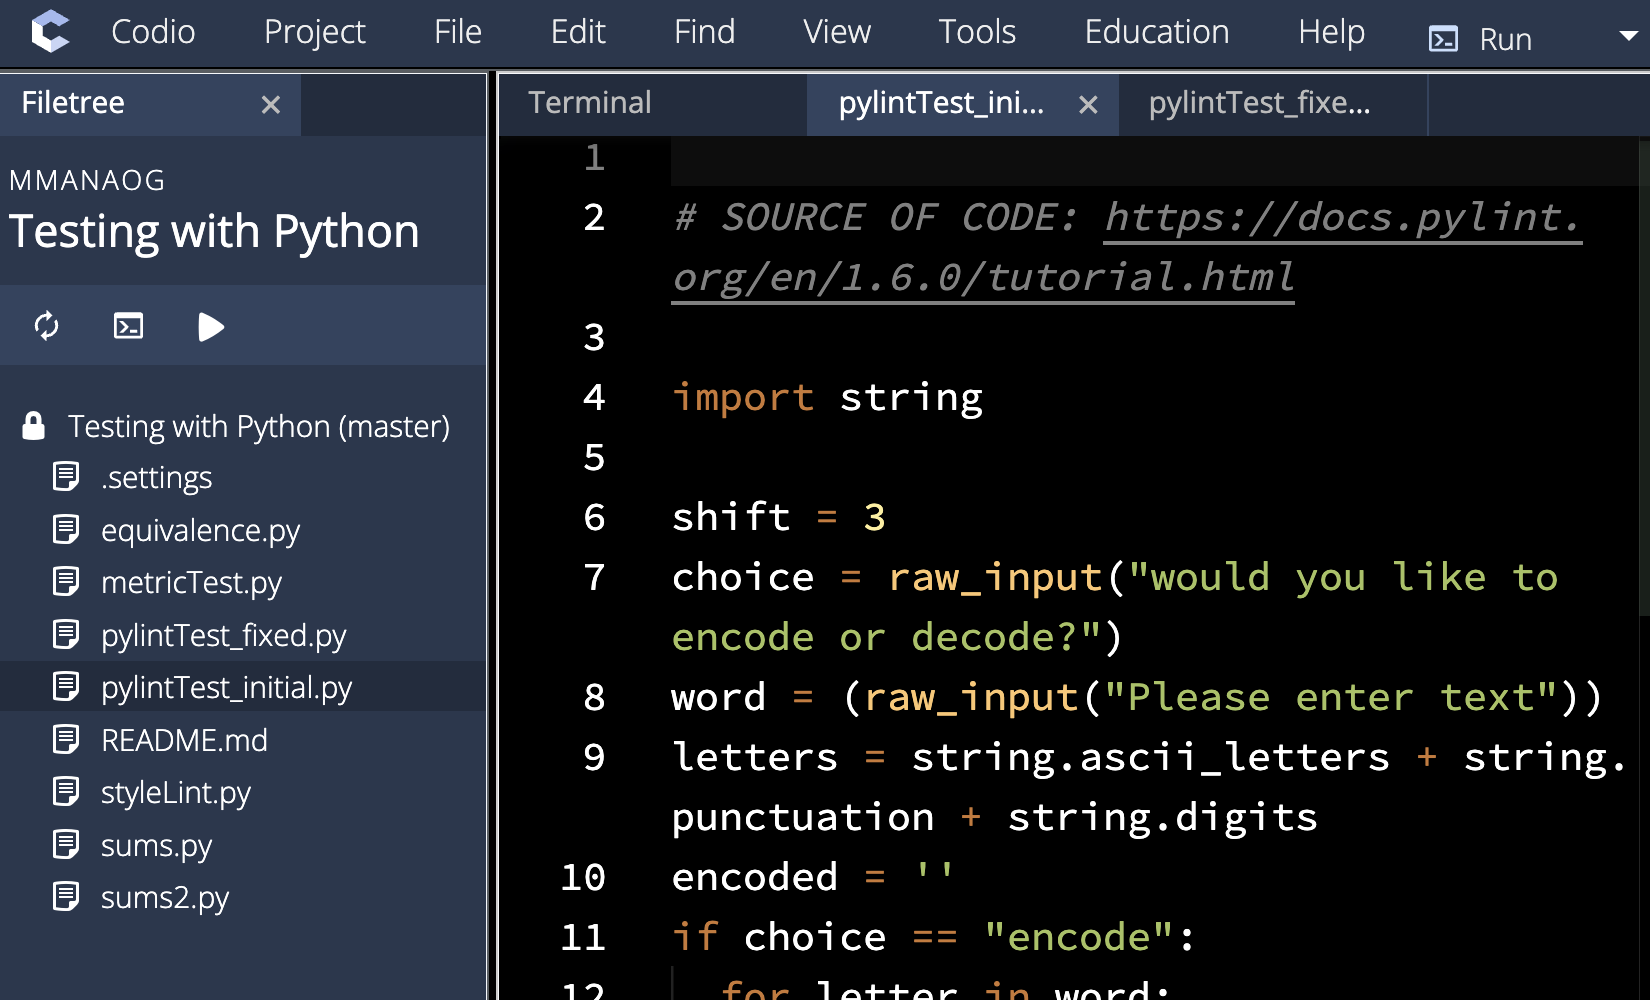 Codio Project File Edit Find View Tools Education Help Run
Filetree
MMANAOG
Testing with Python
Testing with Python (master)
.settings
equivalence.py
metricTest.py
pylintTest_fixed.py
pylintTest_initial.py
README.md
styleLint.py
sums.py
sums2.py
Terminal pylintTest_ini... pylintTest_fixe...
1
2 # SOURCE OF CODE: https://docs.pylint.
org/en/1.6.0/tutorial.html
3
4 import string
5
6 shift = 3
7 choice = raw_input("would you like to
encode or decode?")
8 word = (raw_input("Please enter text"))
9 letters = string.ascii_letters + string.
punctuation + string.digits
10 encoded = ''
11 if choice == "encode":
12 for letter in word: